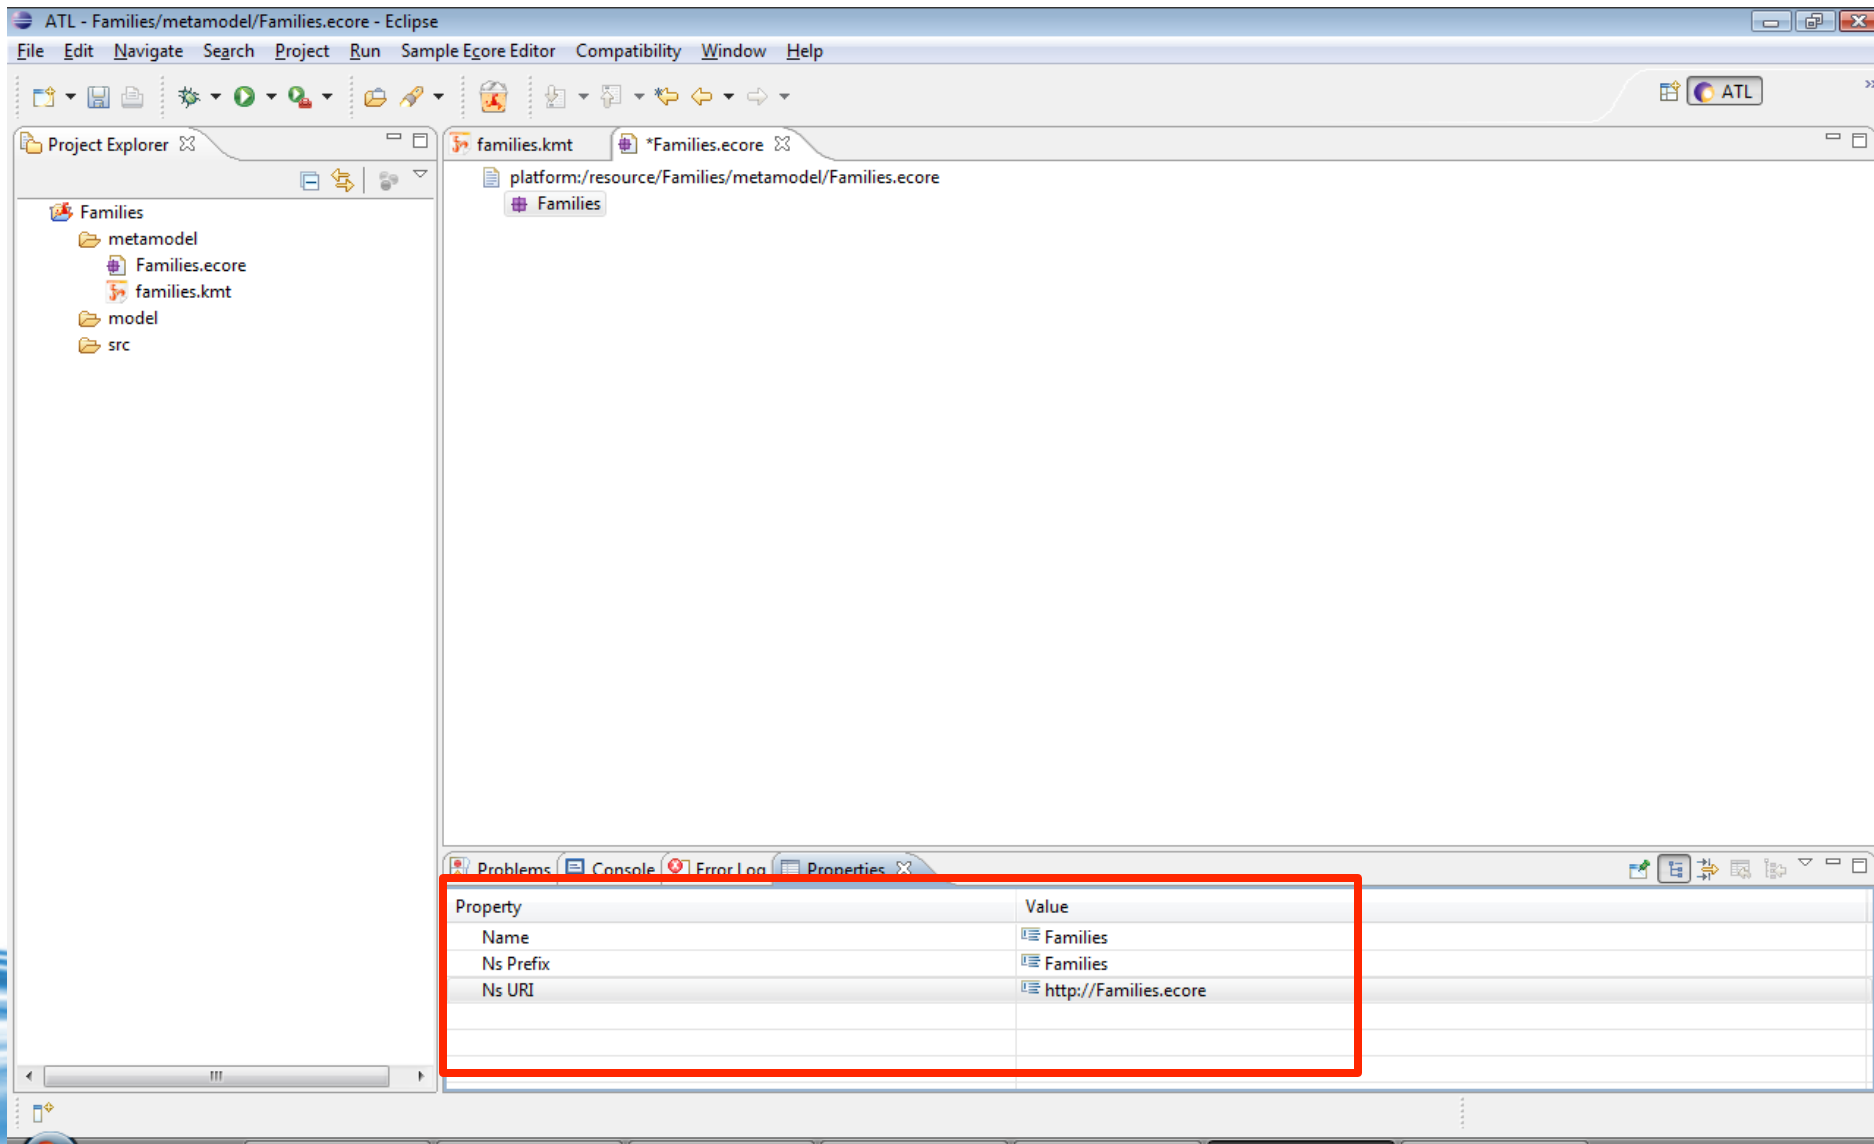 ATL - Families/metamodel/Families.ecore - Eclipse
File Edit Navigate Search Project Run Sample Ecore Editor Compatibility Window Help
ATL
Project Explorer
families.kmt *Families.ecore
platform:/resource/Families/metamodel/Families.ecore
Families
Families
metamodel
Families.ecore
families.kmt
model
src
Problems Console Error Log Properties
Property Value
Name Families
Ns Prefix Families
Ns URI http://Families.ecore